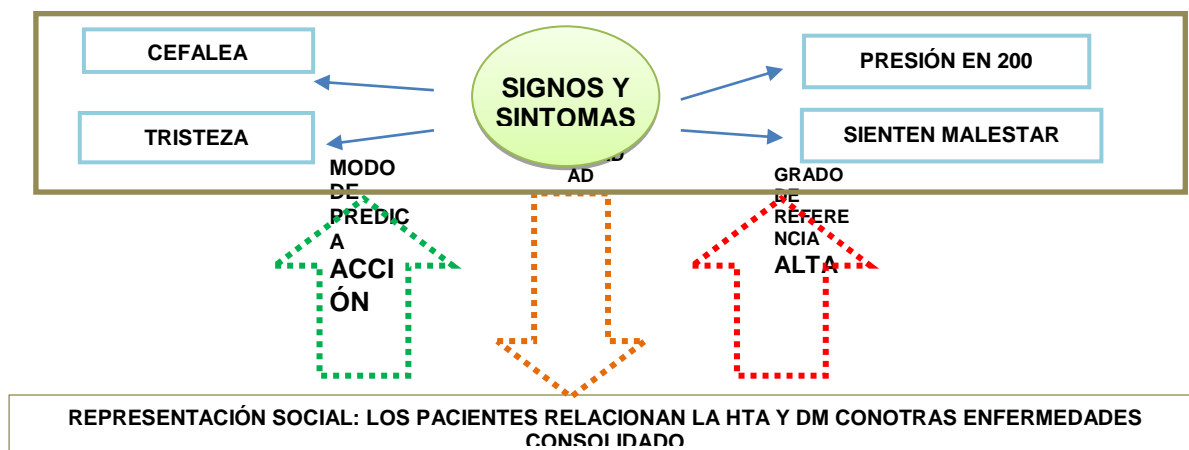 CEFALEA
SIGNOS Y
SINTOMAS
PRESIÓN EN 200
TRISTEZA
SIENTEN MALESTAR
MODO
DE
PREDIC
A
ACCI
ÓN
AD
GRADO
DE
REFERE
NCIA
ALTA
REPRESENTACIÓN SOCIAL: LOS PACIENTES RELACIONAN LA HTA Y DM CONOTRAS ENFERMEDADES
CONSOLIDADO